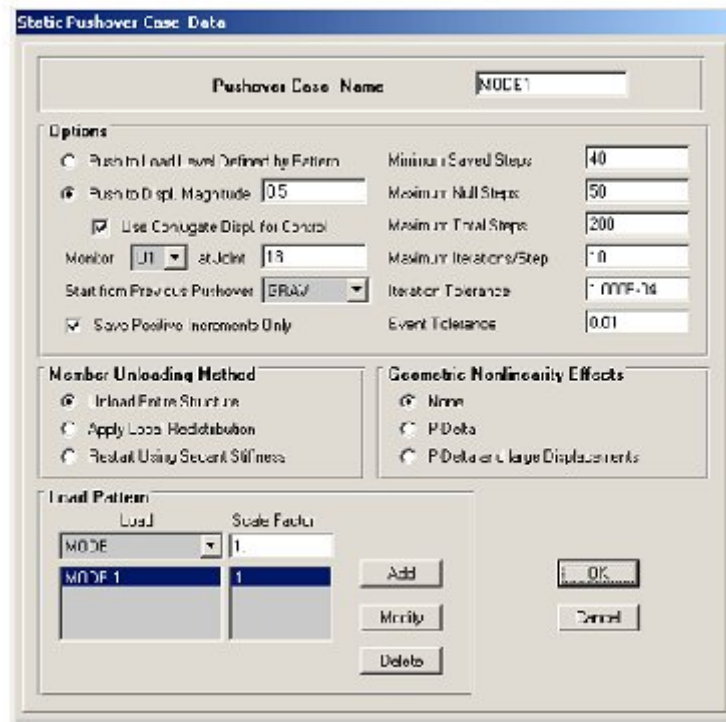 Static Pushover Case Data
Pushover Case Name MODE1
Options
Push to Load Level Defined by Pattern
Push to Displ. Magnitude 0.5
Use Conjugate Displ. for Control
Monitor U1 at Joint 18
Start from Previous Pushover GRAV
Save Positive Increments Only
Minimum Saved Steps 40
Maximum Null Steps 50
Maximum Total Steps 200
Maximum Iterations/Step 10
Iteration Tolerance 1.000E-04
Event Tolerance 0.01
Member Unloading Method
Unload Entire Structure
Apply Local Redistribution
Restart Using Secant Stiffness
Geometric Nonlinearity Effects
None
P-Delta
P-Delta and large Displacements
Load Pattern
Load Scale Factor
MODE 1.
MODE 1 1
Add
Modify
Delete
OK
Cancel